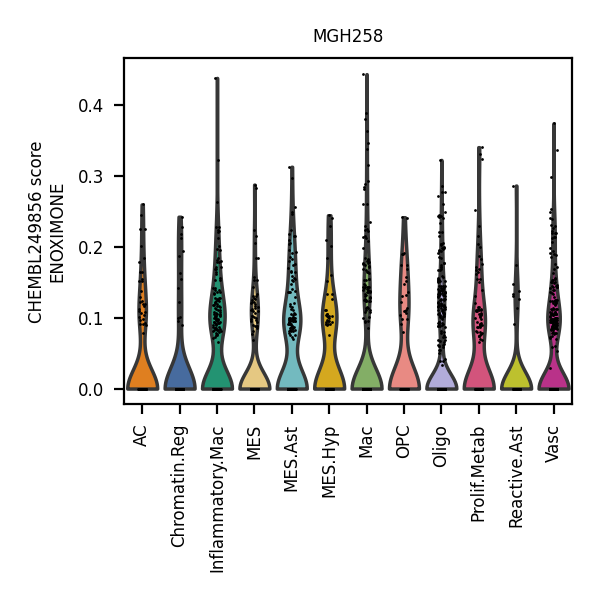 MGH258
CHEMBL249856 score
ENOXIMONE
0.4
0.3
0.2
0.1
0.0
AC
Chromatin.Reg
Inflammatory.Mac
MES
MES.Ast
MES.Hyp
Mac
OPC
Oligo
Prolif.Metab
Reactive.Ast
Vasc